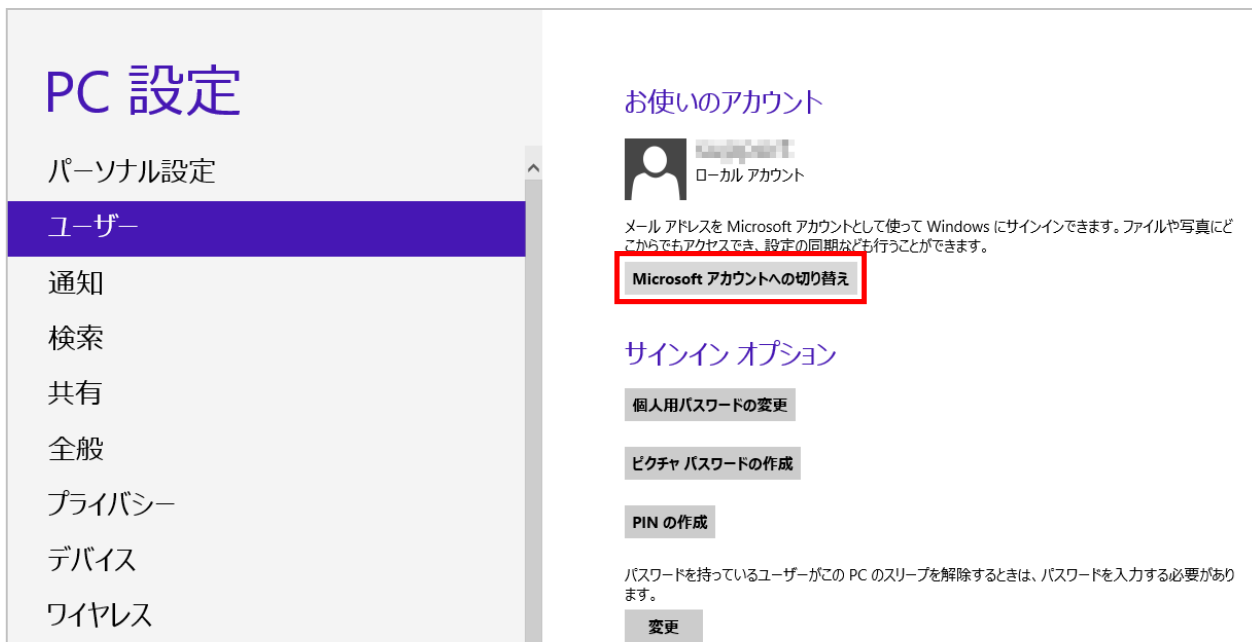 PC 設定
パーソナル設定
ユーザー
通知
検索
共有
全般
プライバシー
デバイス
ワイヤレス
お使いのアカウント
ローカル アカウント
メール アドレスを Microsoft アカウントとして使って Windows にサインインできます。ファイルや写真にど
こからでもアクセスでき、設定の同期なども行うことができます。
Microsoft アカウントへの切り替え
サインイン オプション
個人用パスワードの変更
ピクチャ パスワードの作成
PIN の作成
パスワードを持っているユーザーがこの PC のスリープを解除するときは、パスワードを入力する必要があり
ます。
変更